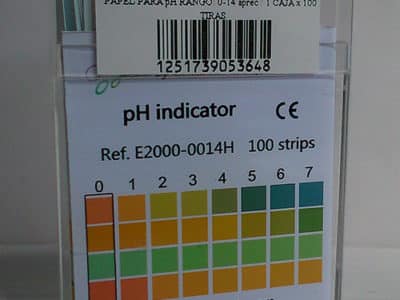 PAPEL PARA pH RANGO 0-14 aprec 1 CAJA x 100
TIRAS
1251739053648
pH indicator CE
Ref. E2000-0014H 100 strips
0 1 2 3 4 5 6 7